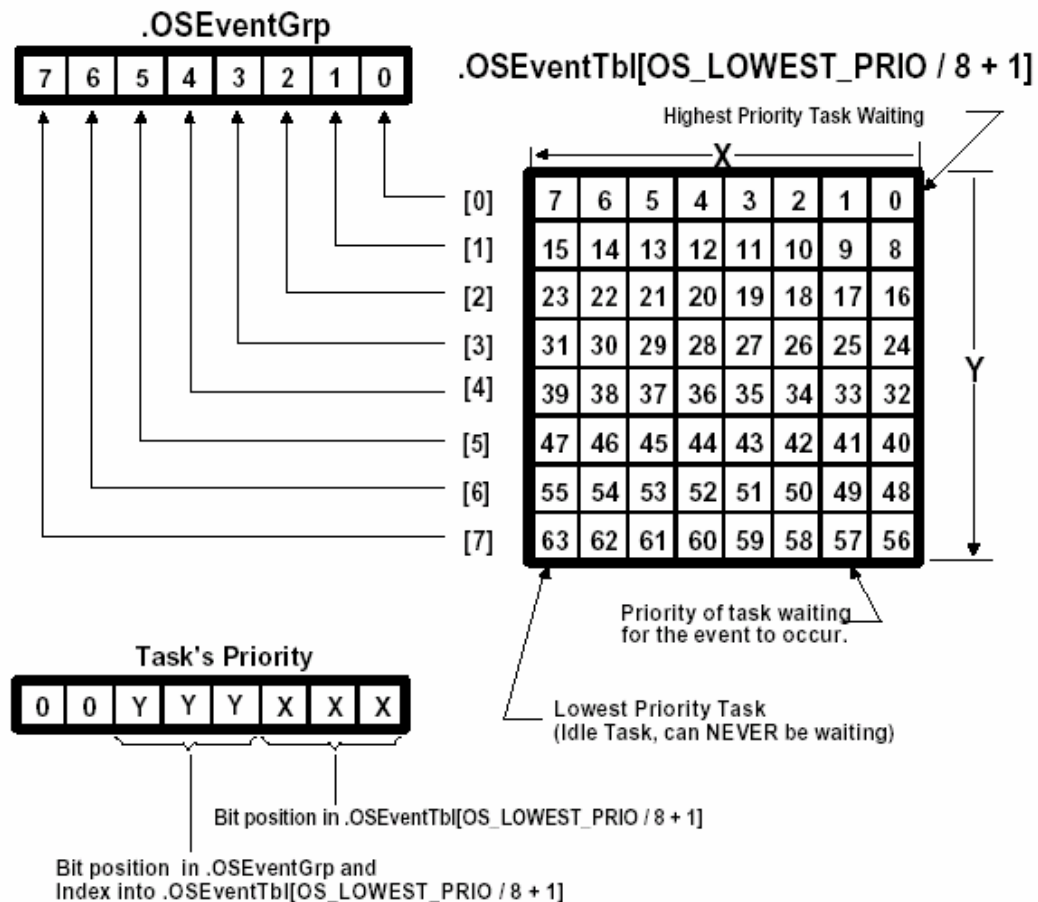 .OSEventGrp
7 6 5 4 3 2 1 0
.OSEventTbl[OS_LOWEST_PRIO / 8 + 1]
Highest Priority Task Waiting
X
[0] 7 6 5 4 3 2 1 0
[1] 15 14 13 12 11 10 9 8
[2] 23 22 21 20 19 18 17 16
[3] 31 30 29 28 27 26 25 24
Y
[4] 39 38 37 36 35 34 33 32
[5] 47 46 45 44 43 42 41 40
[6] 55 54 53 52 51 50 49 48
[7] 63 62 61 60 59 58 57 56
Priority of task waiting
for the event to occur.
Task's Priority
0 0 Y Y Y X X X
Lowest Priority Task
(Idle Task, can NEVER be waiting)
Bit position in .OSEventTbl[OS_LOWEST_PRIO / 8 + 1]
Bit position in .OSEventGrp and
Index into .OSEventTbl[OS_LOWEST_PRIO / 8 + 1]